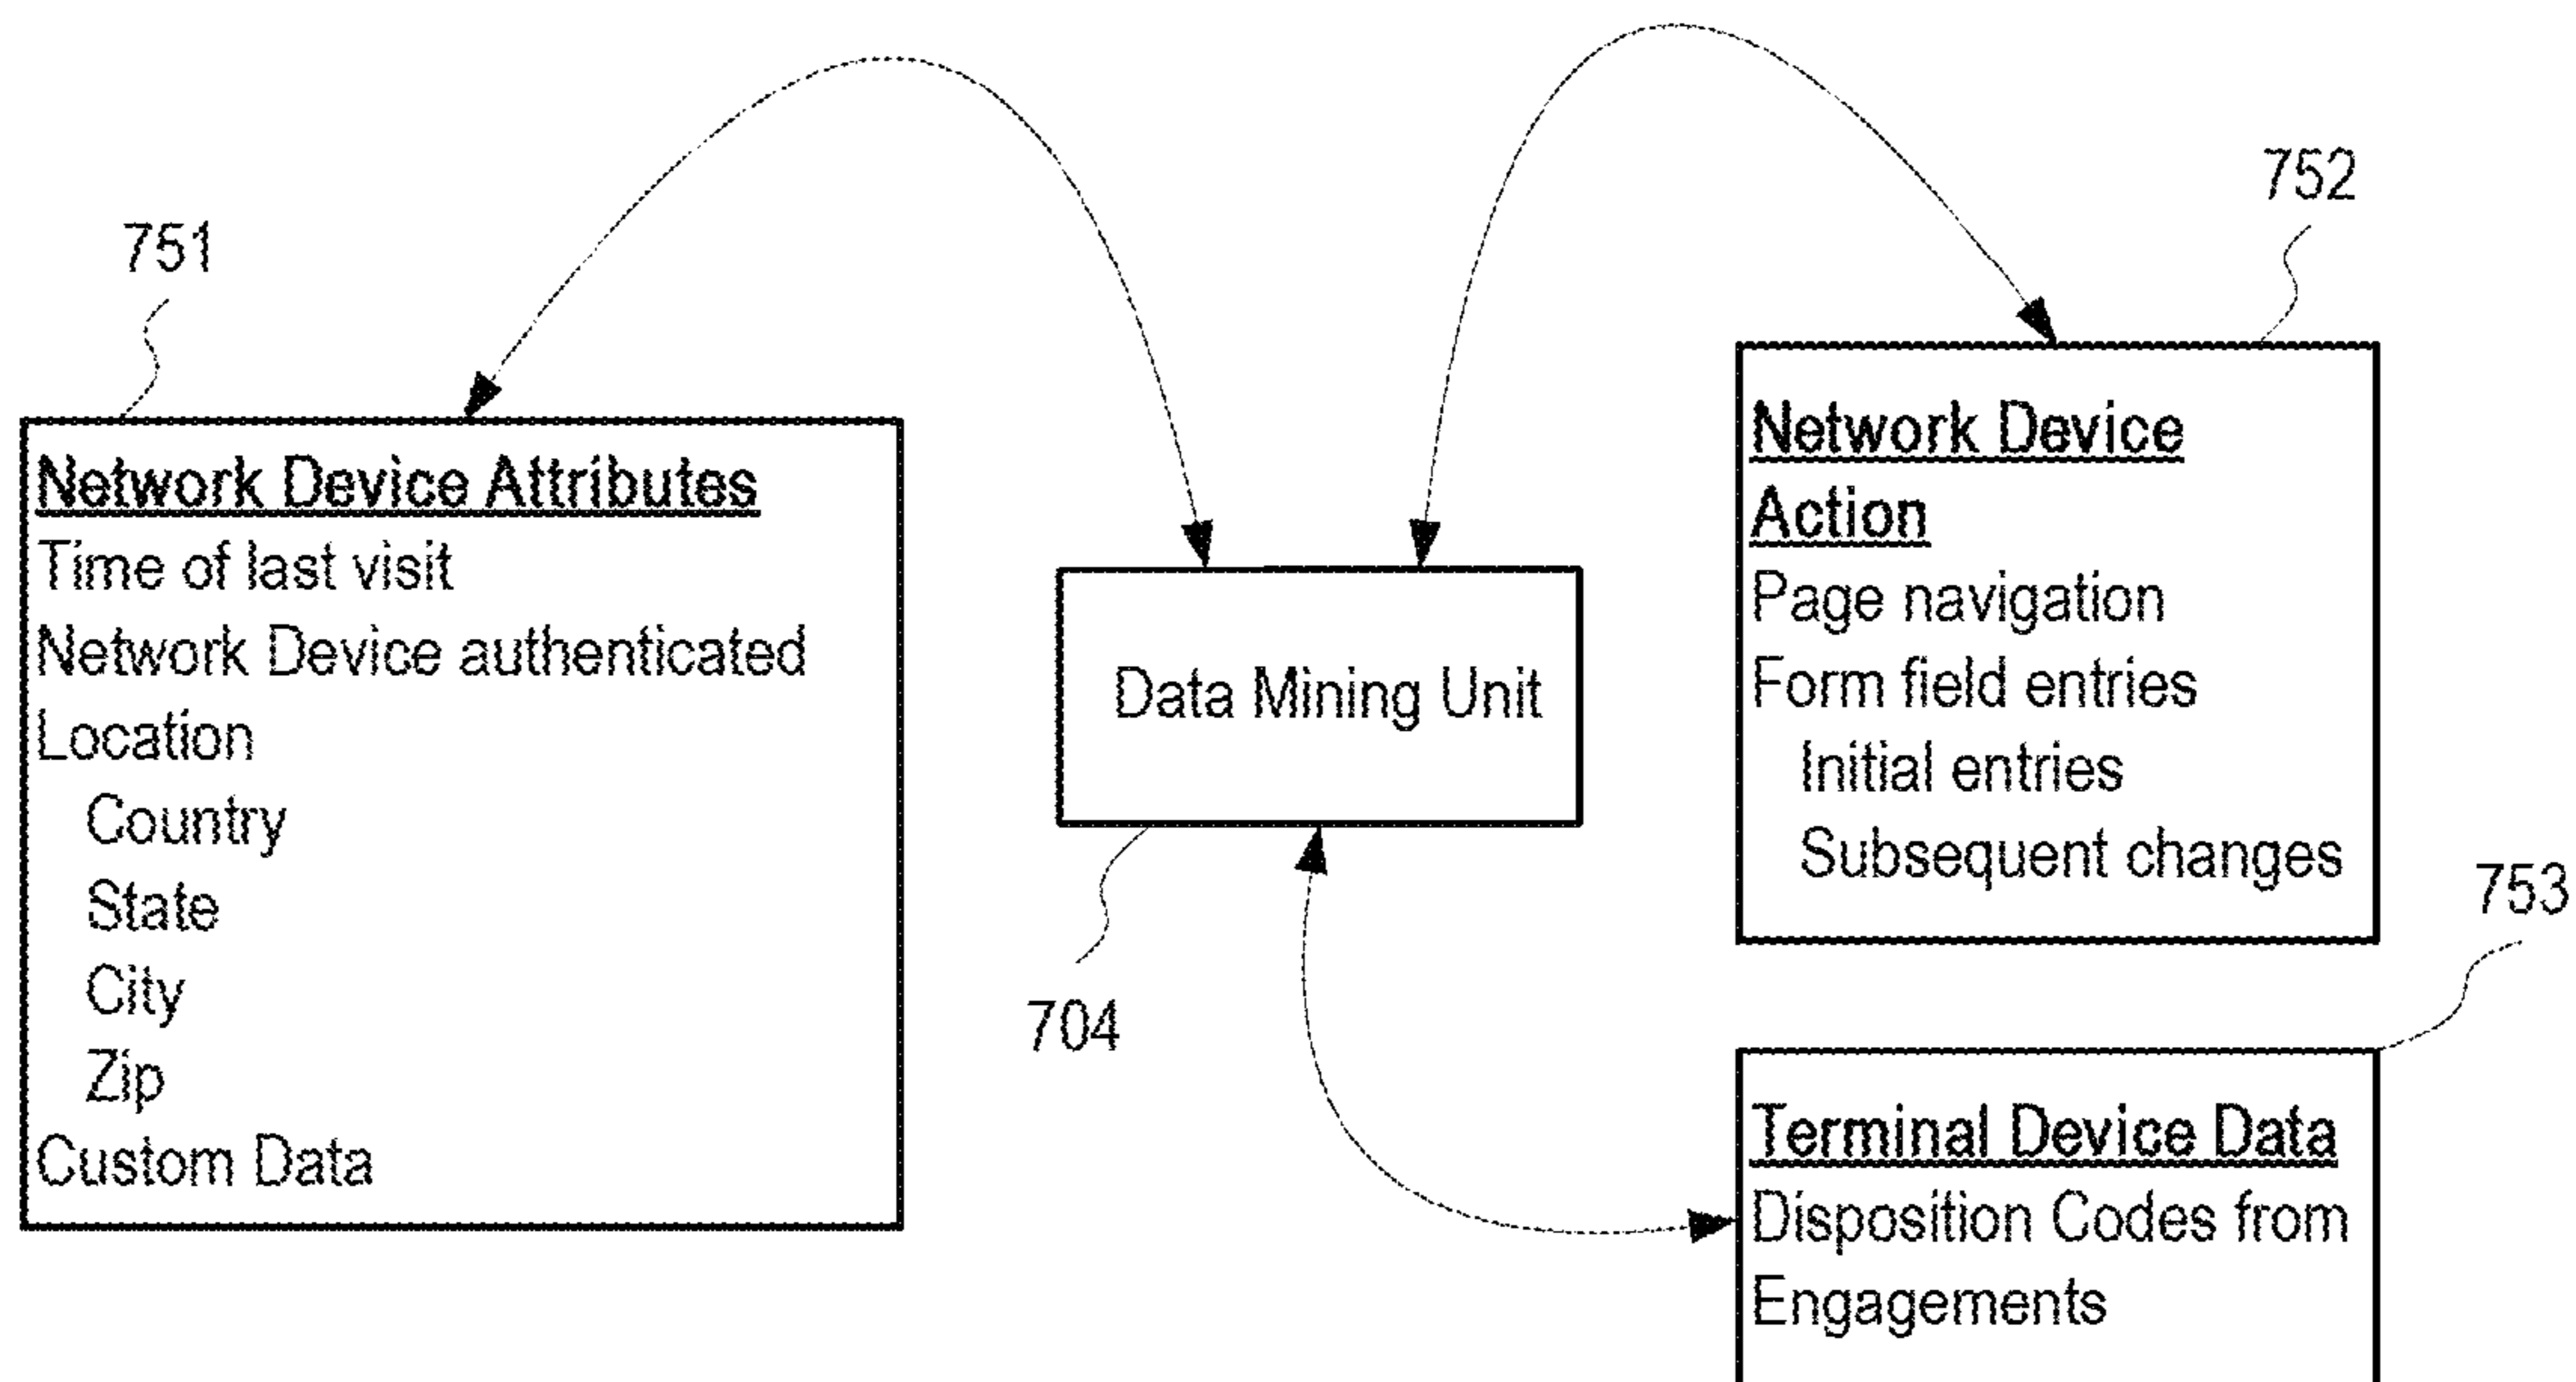 751
Network Device Attributes
Time of last visit
Network Device authenticated
Location
Country
State
City
Zip
Custom Data
Data Mining Unit
704
752
Network Device
Action
Page navigation
Form field entries
Initial entries
Subsequent changes
753
Terminal Device Data
Disposition Codes from
Engagements